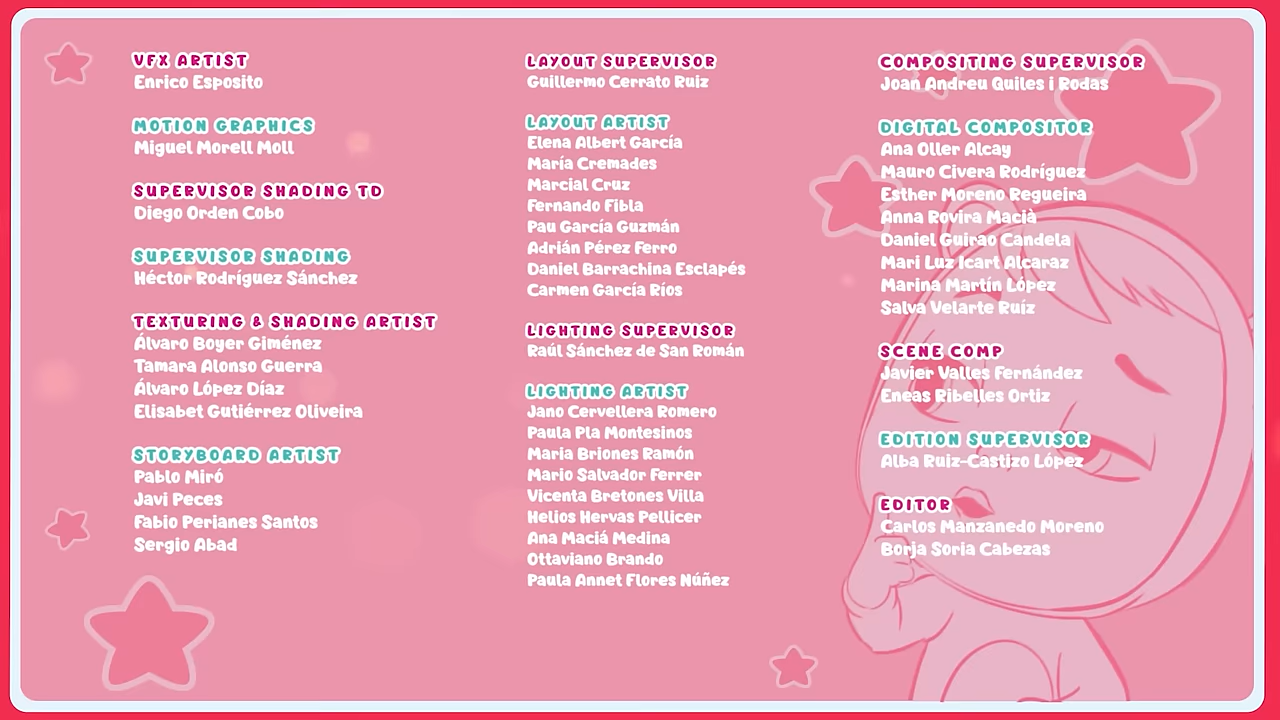 VFX ARTIST
Enrico Esposito
MOTION GRAPHICS
Miguel Morell Moll
SUPERVISOR SHADING TD
Diego Orden Cobo
SUPERVISOR SHADING
Héctor Rodríguez Sánchez
TEXTURING & SHADING ARTIST
Álvaro Boyer Giménez
Tamara Alonso Guerra
Álvaro López Díaz
Elisabet Gutiérrez Oliveira
STORYBOARD ARTIST
Pablo Miró
Javi Peces
Fabio Perianes Santos
Sergio Abad
LAYOUT SUPERVISOR
Guillermo Cerrato Ruiz
LAYOUT ARTIST
Elena Albert García
María Cremades
Marcial Cruz
Fernando Fibla
Pau García Guzmán
Adrián Pérez Ferro
Daniel Barrachina Esclapés
Carmen García Ríos
LIGHTING SUPERVISOR
Raúl Sánchez de San Román
LIGHTING ARTIST
Jano Cervellera Romero
Paula Pla Montesinos
Maria Briones Ramón
Mario Salvador Ferrer
Vicenta Bretones Villa
Helios Hervas Pellicer
Ana Maciá Medina
Ottaviano Brando
Paula Annet Flores Núñez
COMPOSITING SUPERVISOR
Joan Andreu Quiles i Rodas
DIGITAL COMPOSITOR
Ana Oller Alcay
Mauro Civera Rodríguez
Esther Moreno Regueira
Anna Rovira Macià
Daniel Guirao Candela
Mari Luz Icart Alcaraz
Marina Martín López
Salva Velarte Ruíz
SCENE COMP
Javier Valles Fernández
Eneas Ribelles Ortiz
EDITION SUPERVISOR
Alba Ruiz-Castizo López
EDITOR
Carlos Manzanedo Moreno
Borja Soria Cabezas